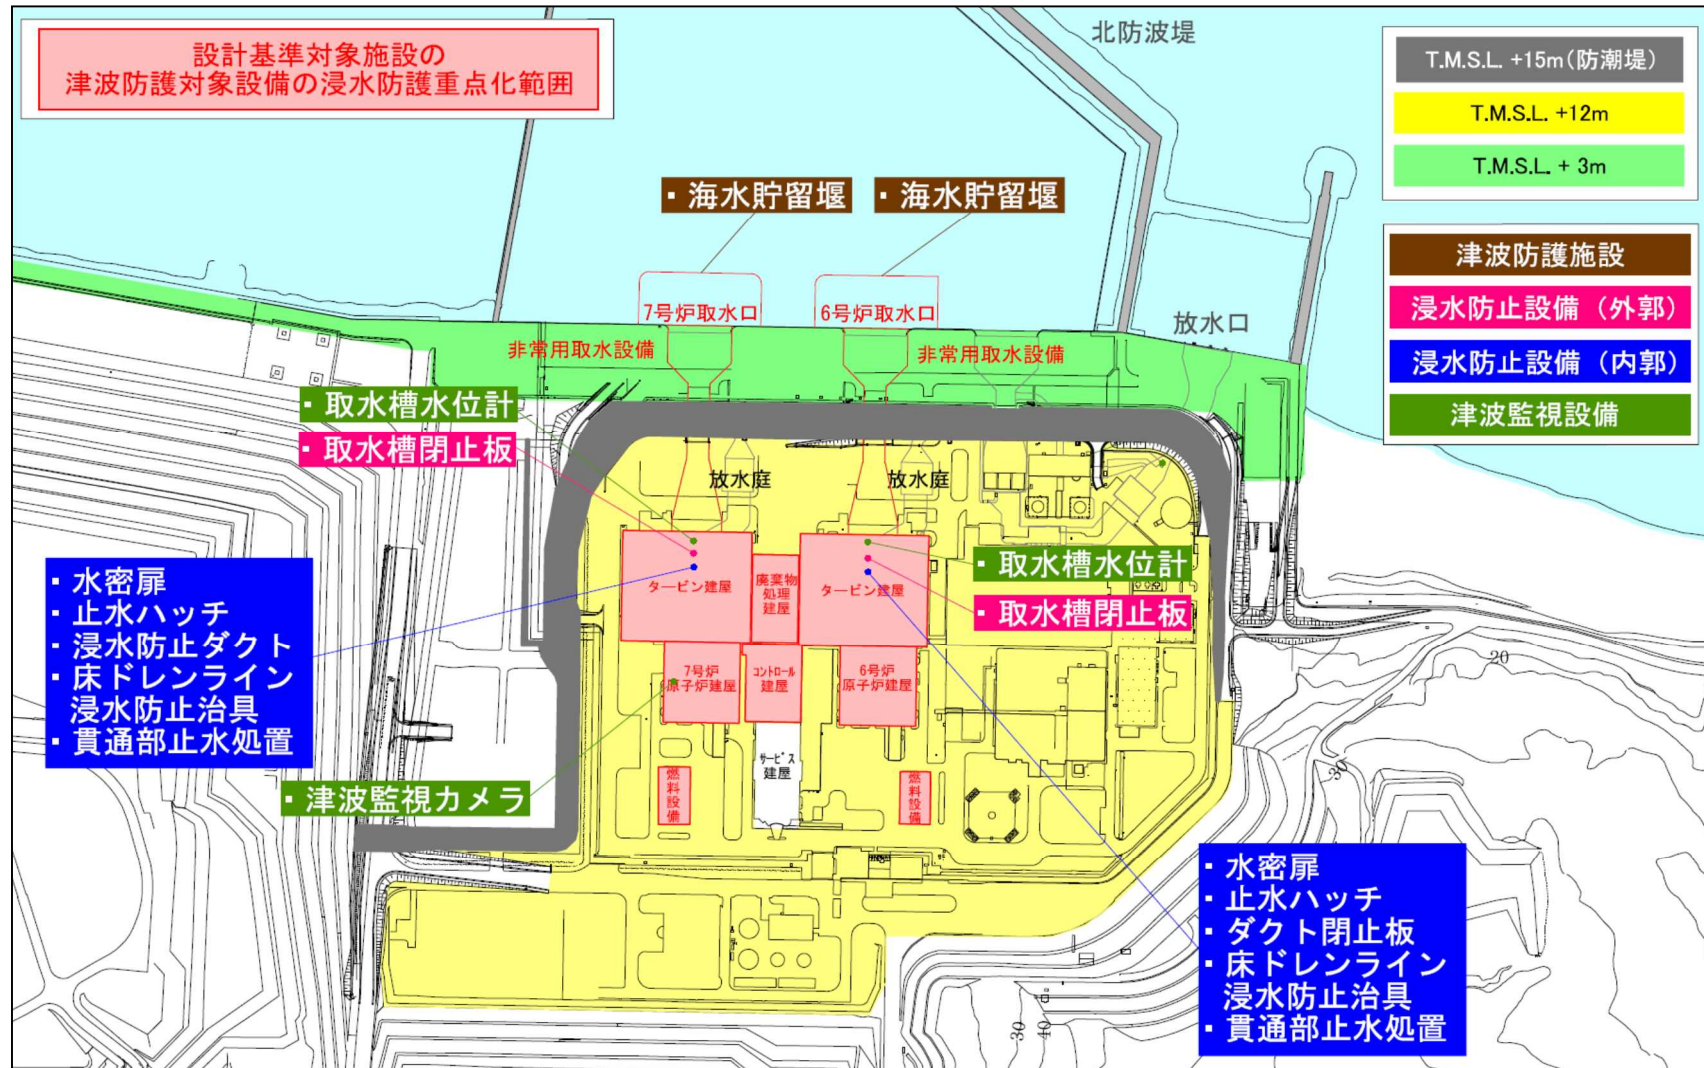 設計基準対象施設の
津波防護対象設備の浸水防護重点化範囲
北防波堤
T.M.S.L. +15m(防潮堤)
T.M.S.L. +12m
T.M.S.L. + 3m
津波防護施設
浸水防止設備（外郭）
浸水防止設備（内郭）
津波監視設備
・海水貯留堰
・海水貯留堰
7号炉取水口
6号炉取水口
放水口
非常用取水設備
非常用取水設備
・取水槽水位計
・取水槽閉止板
放水庭
放水庭
・取水槽水位計
・取水槽閉止板
・水密扉
・止水ハッチ
・浸水防止ダクト
・床ドレンライン
浸水防止治具
・貫通部止水処置
タービン建屋
廃棄物
処理
建屋
タービン建屋
7号炉
原子炉建屋
コントロール
建屋
6号炉
原子炉建屋
サービス
建屋
燃料設備
燃料設備
・津波監視カメラ
・水密扉
・止水ハッチ
・ダクト閉止板
・床ドレンライン
浸水防止治具
・貫通部止水処置
20
30
30
40